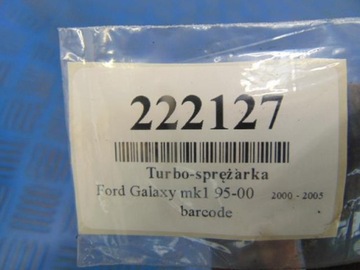 222127
Turbo-sprężarka
Ford Galaxy mk1 95-00 2000 - 2005
barcode